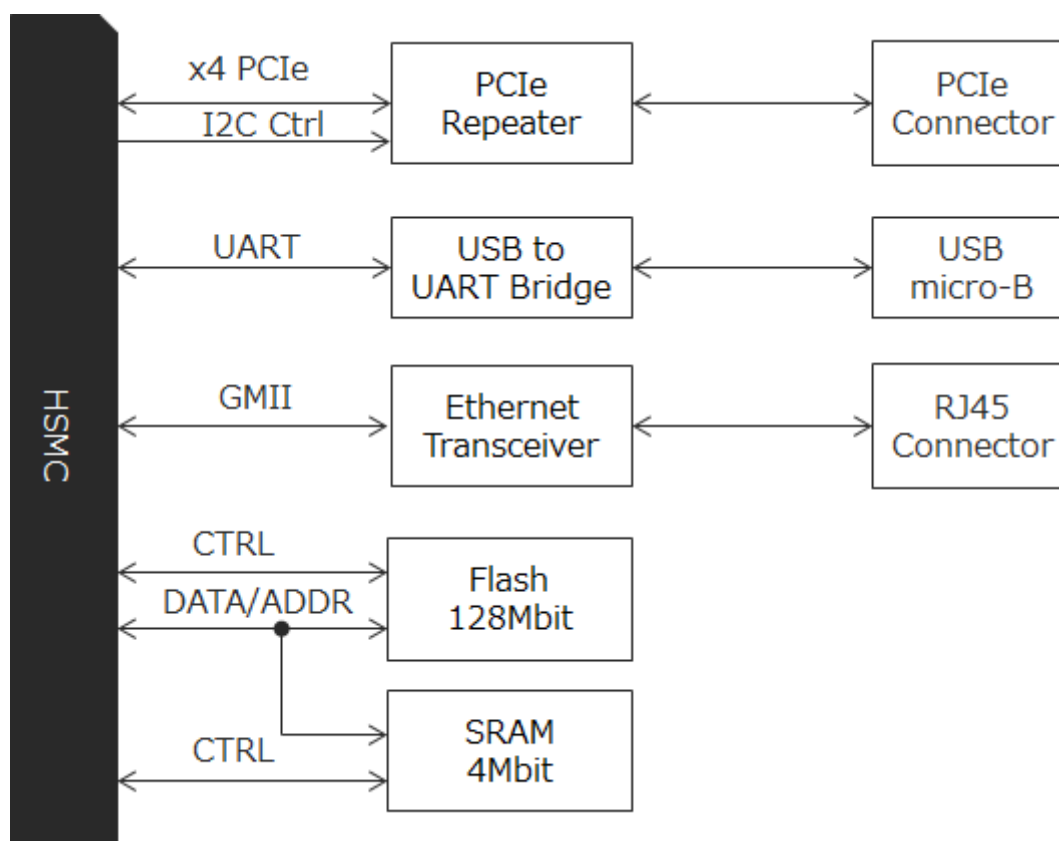 HSMC
x4 PCIe
I2C Ctrl
PCIe
Repeater
PCIe
Connector
UART
USB to
UART Bridge
USB
micro-B
GMII
Ethernet
Transceiver
RJ45
Connector
CTRL
DATA/ADDR
Flash
128Mbit
CTRL
SRAM
4Mbit